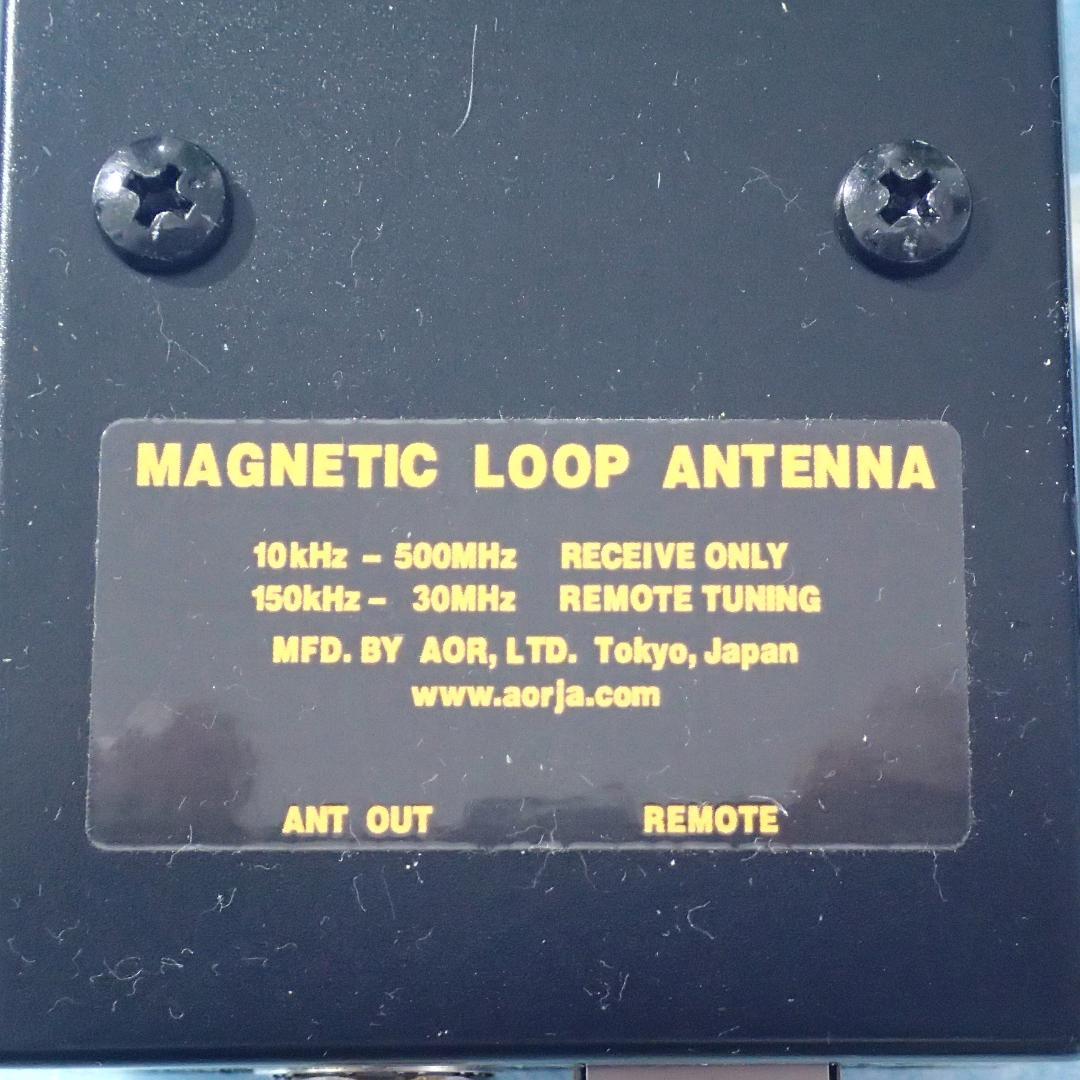 MAGNETIC LOOP ANTENNA
10kHz - 500MHz RECEIVE ONLY
150kHz - 30MHz REMOTE TUNING
MFD. BY AOR, LTD. Tokyo, Japan
www.aorja.com
ANT OUT REMOTE